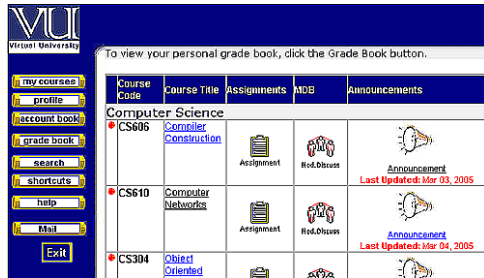 VU
Virtual University
To view your personal grade book, click the Grade Book button.
my courses
profile
account book
grade book
search
shortcuts
help
Mail
Exit
Course Code Course Title Assignments MDB Announcements
Computer Science
CS606 Compiler Construction Assignment Mod.Discuss Announcement
Last Updated: Mar 03, 2005
CS610 Computer Networks Assignment Mod.Discuss Announcement
Last Updated: Mar 04, 2005
CS304 Object Oriented